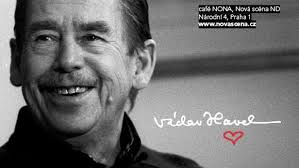 café NONA, Nová scéna ND
Národní 4, Praha 1
www.novascena.cz
Václav Havel